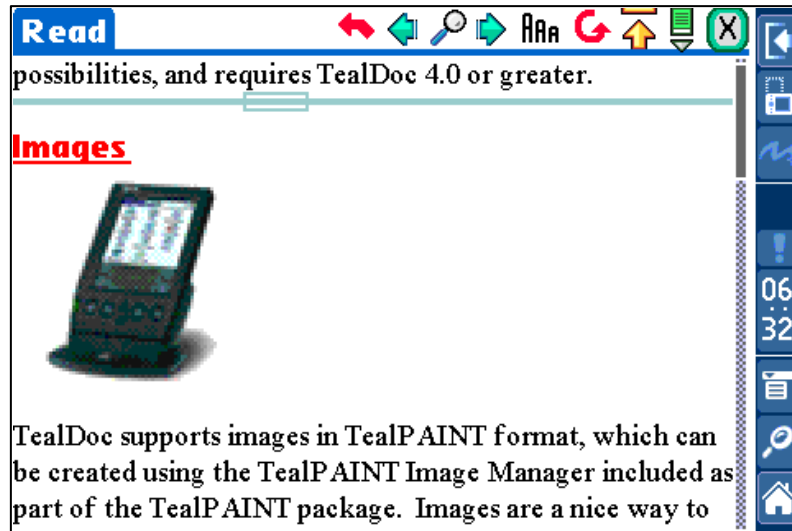 Read
AAA
X
possibilities, and requires TealDoc 4.0 or greater.
Images
06
32
TealDoc supports images in TealPAINT format, which can
be created using the TealPAINT Image Manager included as
part of the TealPAINT package.  Images are a nice way to